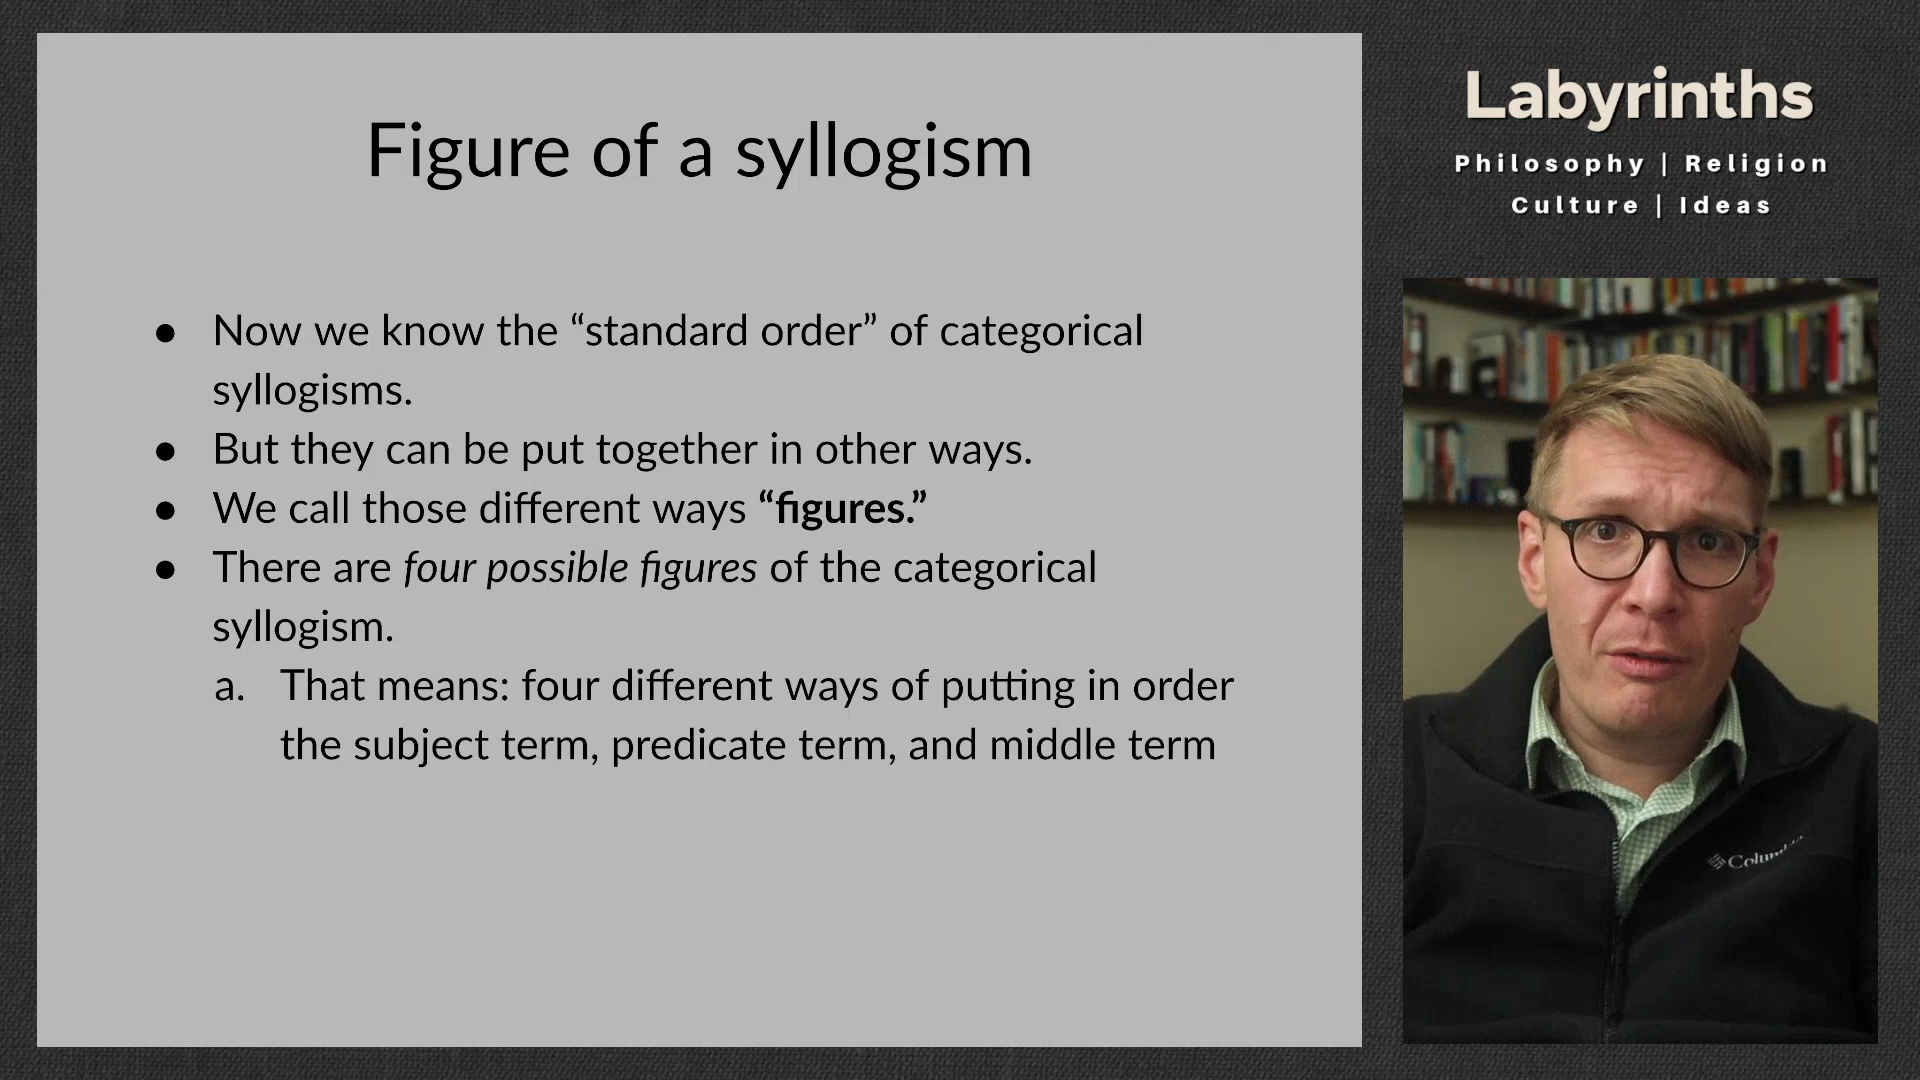 Figure of a syllogism
● Now we know the “standard order” of categorical
syllogisms.
● But they can be put together in other ways.
● We call those different ways “figures.”
● There are four possible figures of the categorical
syllogism.
a. That means: four different ways of putting in order
the subject term, predicate term, and middle term
Labyrinths
Philosophy | Religion
Culture | Ideas